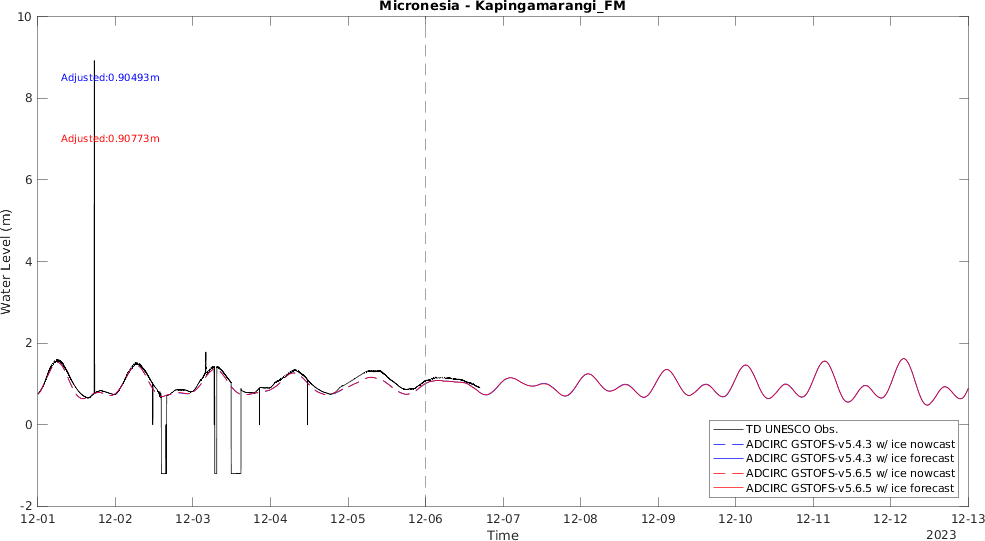 Micronesia - Kapingamarangi_FM
10
8
6
4
2
0
-2
Water Level (m)
Adjusted:0.90493m
Adjusted:0.90773m
TD UNESCO Obs.
ADCIRC GSTOFS-v5.4.3 w/ ice nowcast
ADCIRC GSTOFS-v5.4.3 w/ ice forecast
ADCIRC GSTOFS-v5.6.5 w/ ice nowcast
ADCIRC GSTOFS-v5.6.5 w/ ice forecast
12-01 12-02 12-03 12-04 12-05 12-06 12-07 12-08 12-09 12-10 12-11 12-12 12-13
Time
2023